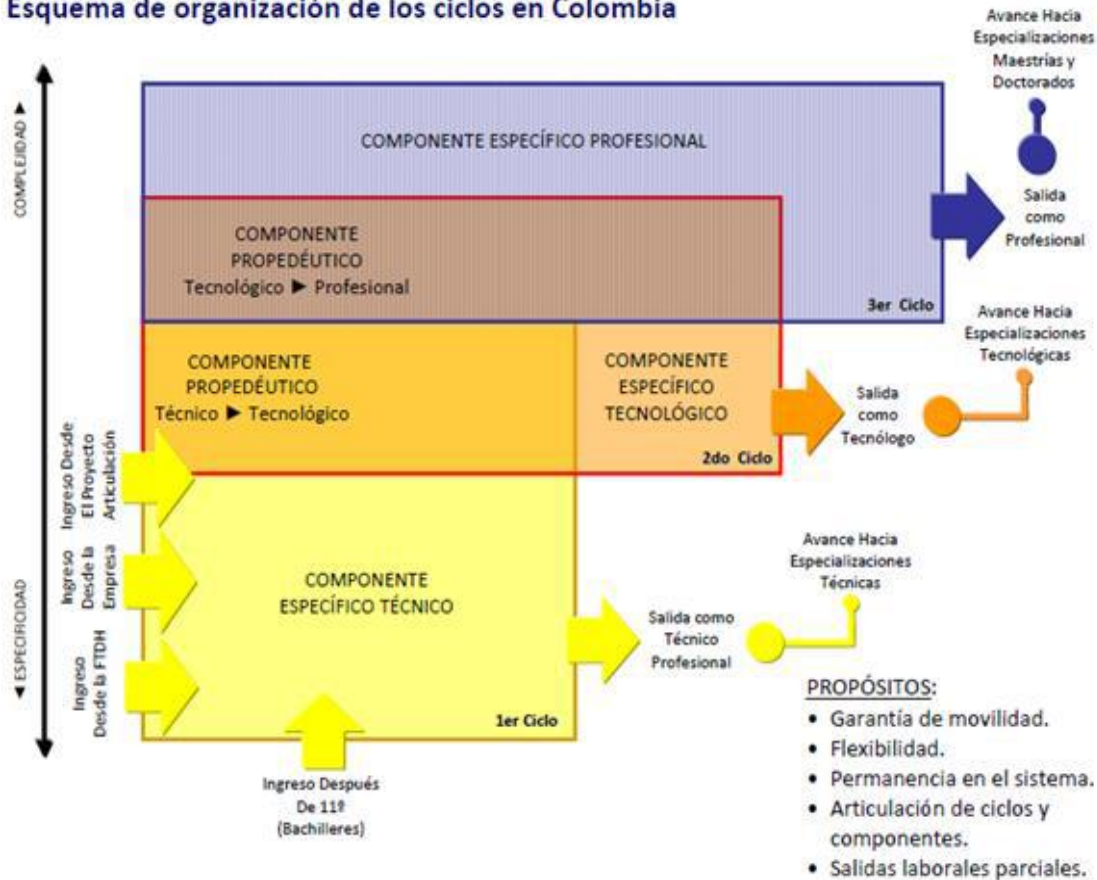 Esquema de organización de los ciclos en Colombia
Avance Hacia
Especializaciones
Maestrías y
Doctorados
◄ ESPECIFICIDAD
COMPLEJIDAD ►
COMPONENTE ESPECÍFICO PROFESIONAL
Salida
como
Profesional
COMPONENTE
PROPEDÉUTICO
Tecnológico ► Profesional
3er Ciclo
Avance Hacia
Especializaciones
Tecnológicas
COMPONENTE
PROPEDÉUTICO
Técnico ► Tecnológico
COMPONENTE
ESPECÍFICO
TECNOLÓGICO
2do Ciclo
Salida
como
Tecnólogo
Ingreso Desde
El Proyecto
Articulación
Ingreso
Desde la
Empresa
Ingreso
Desde la FTDH
COMPONENTE
ESPECÍFICO TÉCNICO
1er Ciclo
Avance Hacia
Especializaciones
Técnicas
Salida como
Técnico
Profesional
Ingreso Después
De 11º
(Bachilleres)
PROPÓSITOS:
• Garantía de movilidad.
• Flexibilidad.
• Permanencia en el sistema.
• Articulación de ciclos y
componentes.
• Salidas laborales parciales.